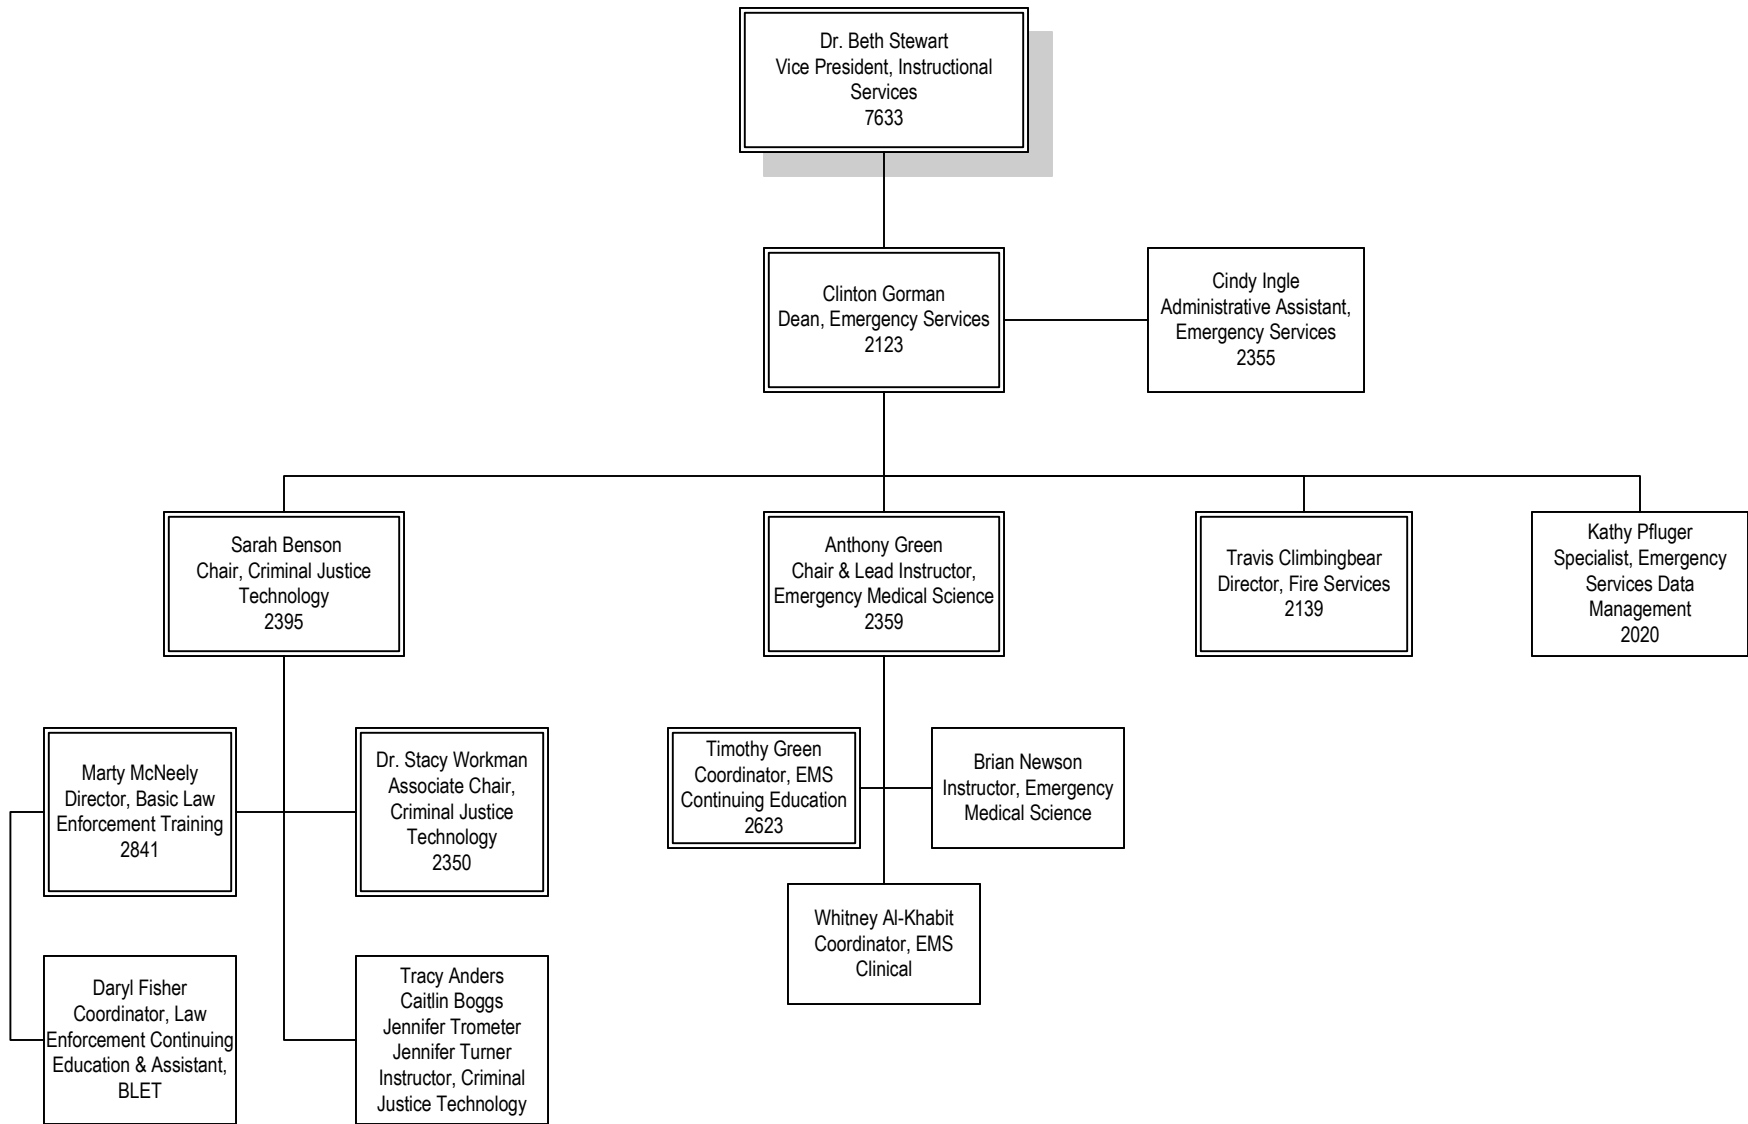 Dr. Beth Stewart
Vice President, Instructional
Services
7633
Clinton Gorman
Dean, Emergency Services
2123
Cindy Ingle
Administrative Assistant,
Emergency Services
2355
Sarah Benson
Chair, Criminal Justice
Technology
2395
Anthony Green
Chair & Lead Instructor,
Emergency Medical Science
2359
Travis Climbingbear
Director, Fire Services
2139
Kathy Pfluger
Specialist, Emergency
Services Data
Management
2020
Marty McNeely
Director, Basic Law
Enforcement Training
2841
Dr. Stacy Workman
Associate Chair,
Criminal Justice
Technology
2350
Timothy Green
Coordinator, EMS
Continuing Education
2623
Brian Newson
Instructor, Emergency
Medical Science
Whitney Al-Khabit
Coordinator, EMS
Clinical
Daryl Fisher
Coordinator, Law
Enforcement Continuing
Education & Assistant,
BLET
Tracy Anders
Caitlin Boggs
Jennifer Trometer
Jennifer Turner
Instructor, Criminal
Justice Technology